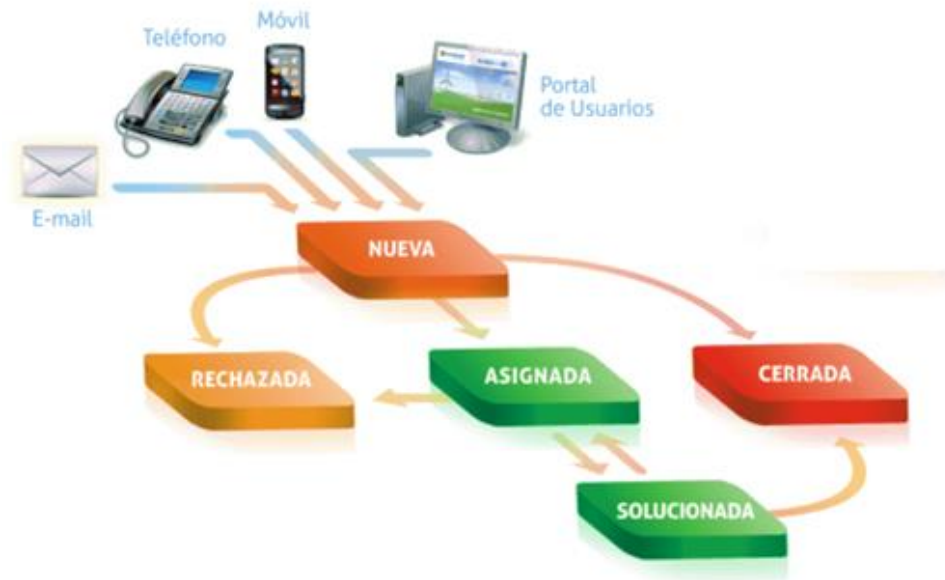 Móvil
Teléfono
Portal
de Usuarios
E-mail
NUEVA
RECHAZADA
ASIGNADA
CERRADA
SOLUCIONADA